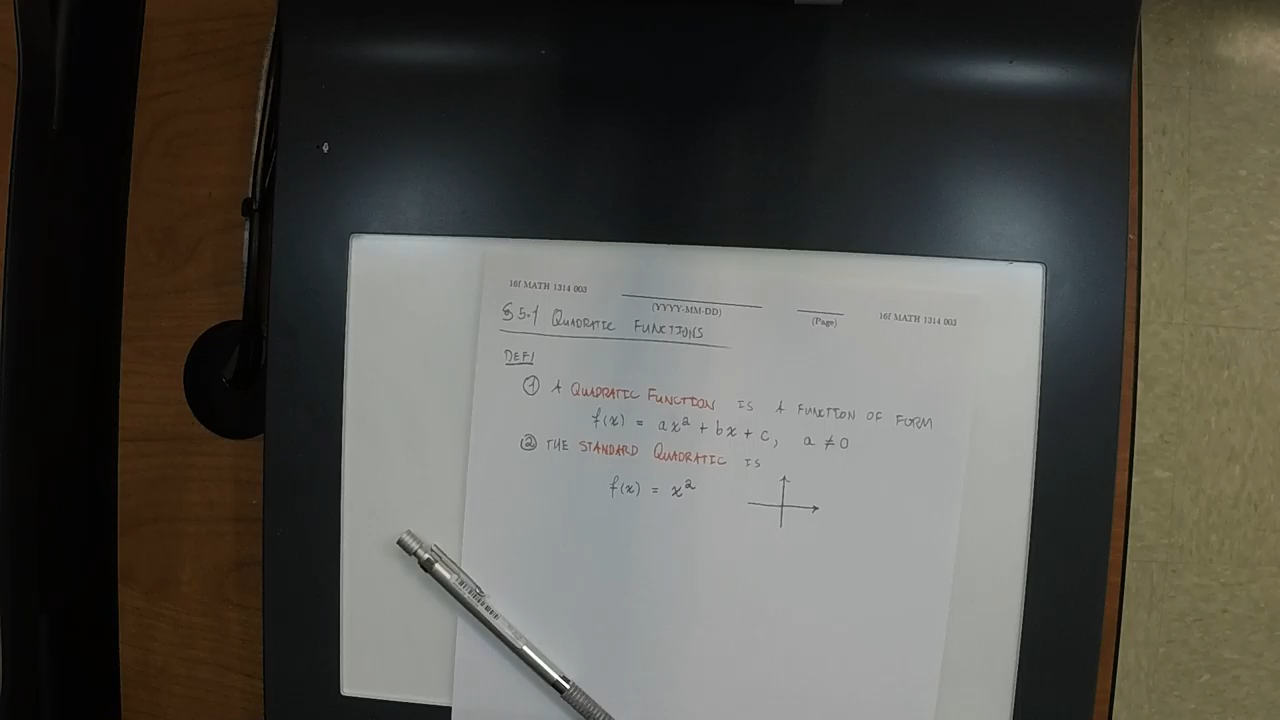 16f MATH 1314 003
(YYYY-MM-DD)
(Page)
16f MATH 1314 003
§5.1 QUADRATIC FUNCTIONS
DEF!
① A QUADRATIC FUNCTION IS A FUNCTION OF FORM
f(x) = ax² + bx + c, a ≠ 0
② THE STANDARD QUADRATIC IS
f(x) = x²